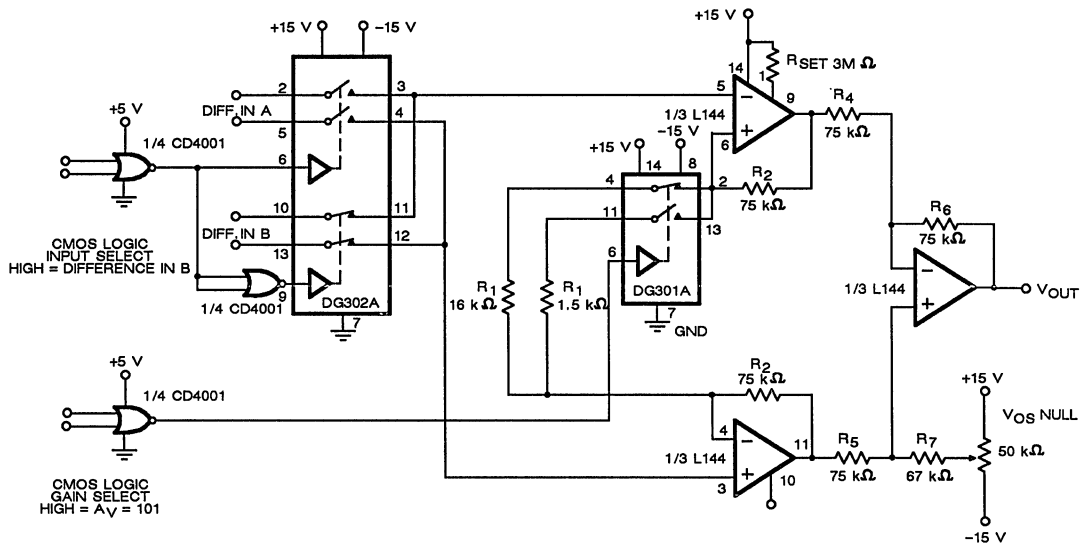 +15 V
-15 V
+15 V
RSET 3M Ω
14
1
+5 V
1/4 CD4001
2
3
DIFF, IN A
5
4
6
5
9
R4
75 kΩ
1/3 L144
6
+15 V
-15 V
14
8
4
2
R2
75 kΩ
11
13
6
DG301A
7
GND
10
11
DIFF, IN B
13
12
9
DG302A
7
CMOS LOGIC
INPUT SELECT
HIGH = DIFFERENCE IN B
1/4 CD4001
R1
16 kΩ
R1
1.5 kΩ
R6
75 kΩ
1/3 L144
VOUT
+5 V
1/4 CD4001
CMOS LOGIC
GAIN SELECT
HIGH = AV = 101
R2
75 kΩ
4
1/3 L144
3
11
10
R5
75 kΩ
R7
67 kΩ
+15 V
VOS NULL
50 kΩ
-15 V